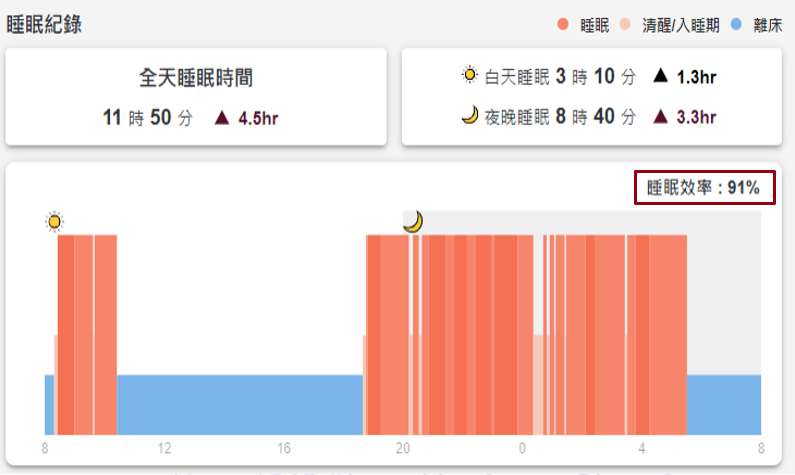 睡眠紀錄
睡眠 清醒/入睡期 離床
全天睡眠時間
11 時 50 分 ▲ 4.5hr
白天睡眠 3 時 10 分 ▲ 1.3hr
夜晚睡眠 8 時 40 分 ▲ 3.3hr
睡眠效率 : 91%
8 12 16 20 0 4 8